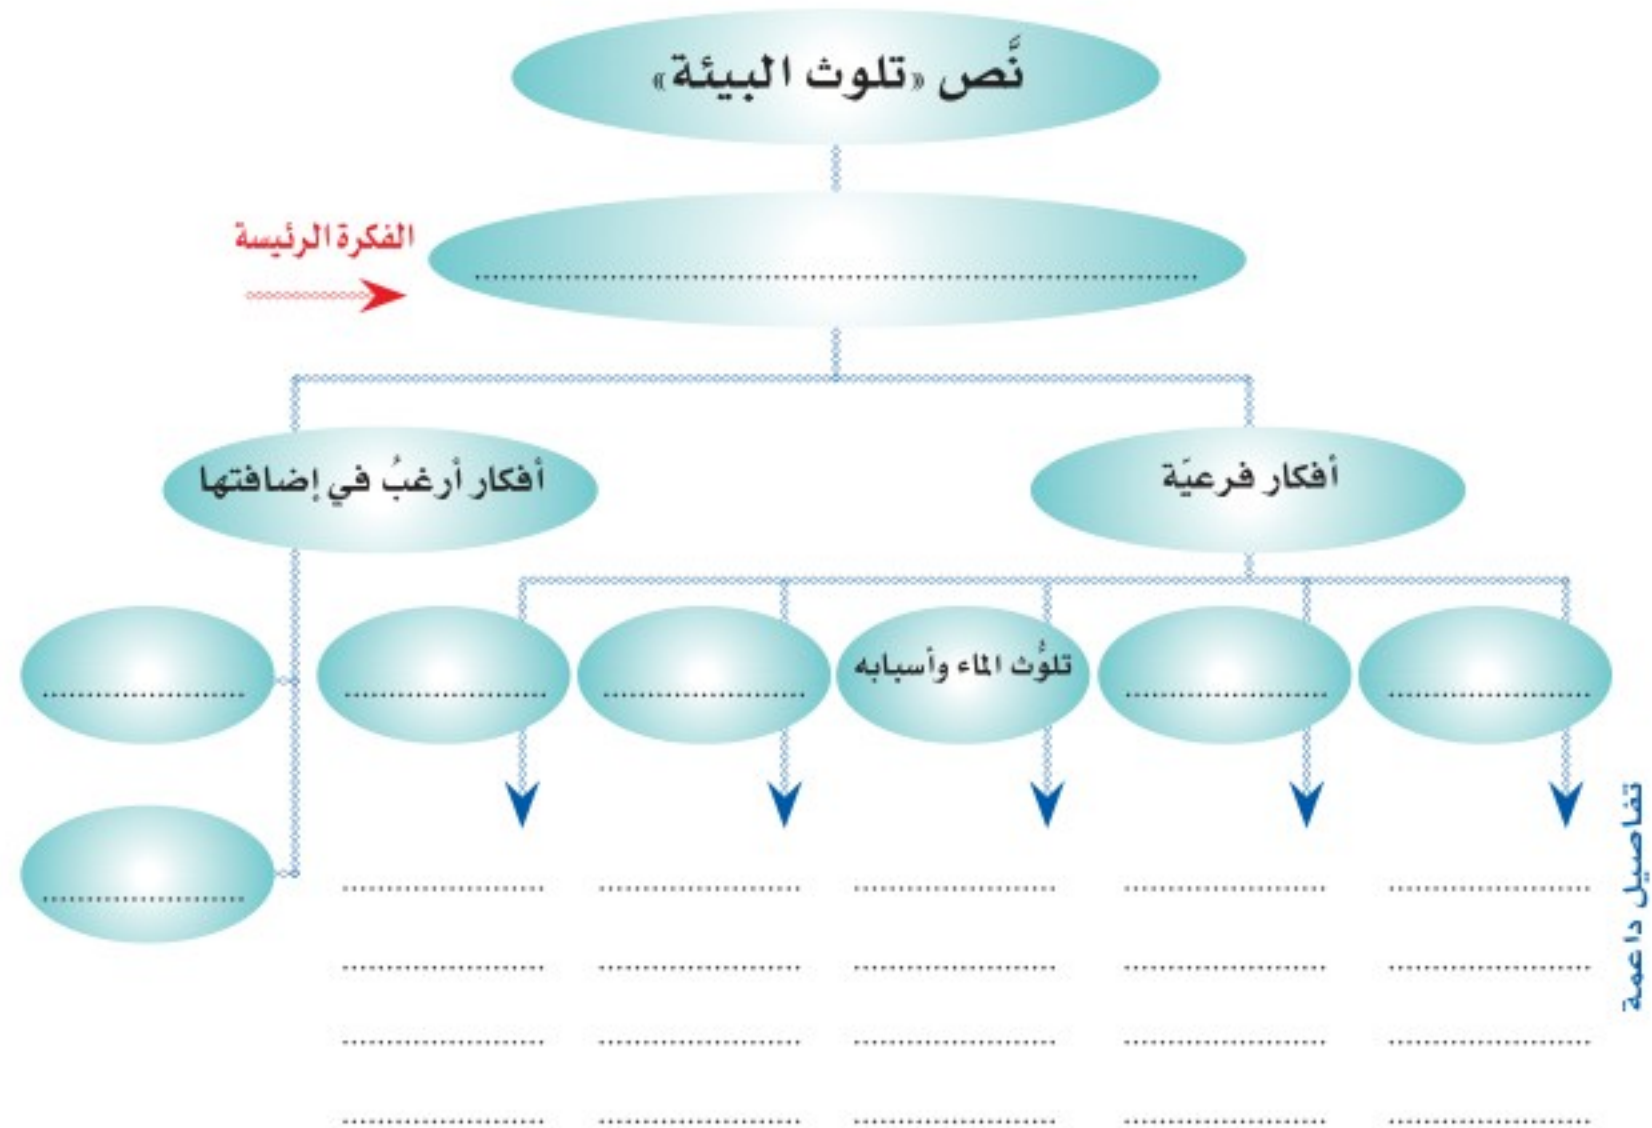 نَّص «تلوث البيئة»
الفكرة الرئيسة
........................................
أفكار فرعيَّة
أفكار أرغبُ في إضافتها
....................
....................
تلوُّث الماء وأسبابه
....................
....................
....................
....................
تفاصيل داعمة
.................... .................... .................... .................... ....................
.................... .................... .................... .................... ....................
.................... .................... .................... .................... ....................
.................... .................... .................... .................... ....................